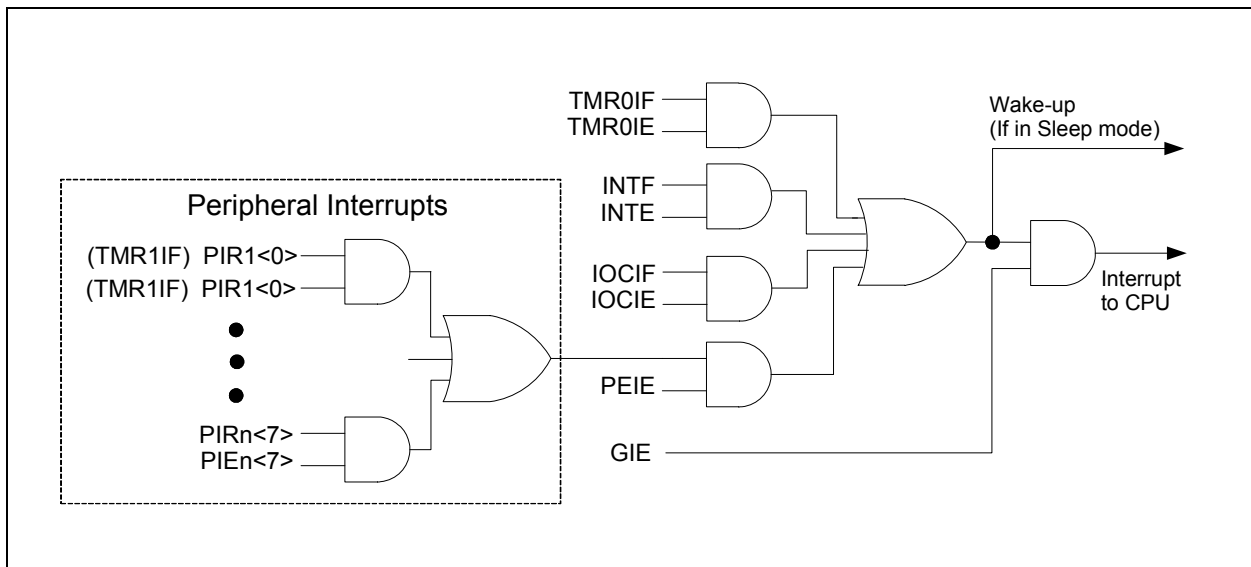 TMR0IF
TMR0IE
Wake-up
(If in Sleep mode)
INTF
INTE
Peripheral Interrupts
(TMR1IF) PIR1<0>
(TMR1IF) PIR1<0>
IOCIF
IOCIE
Interrupt
to CPU
PEIE
PIRn<7>
PIEn<7>
GIE